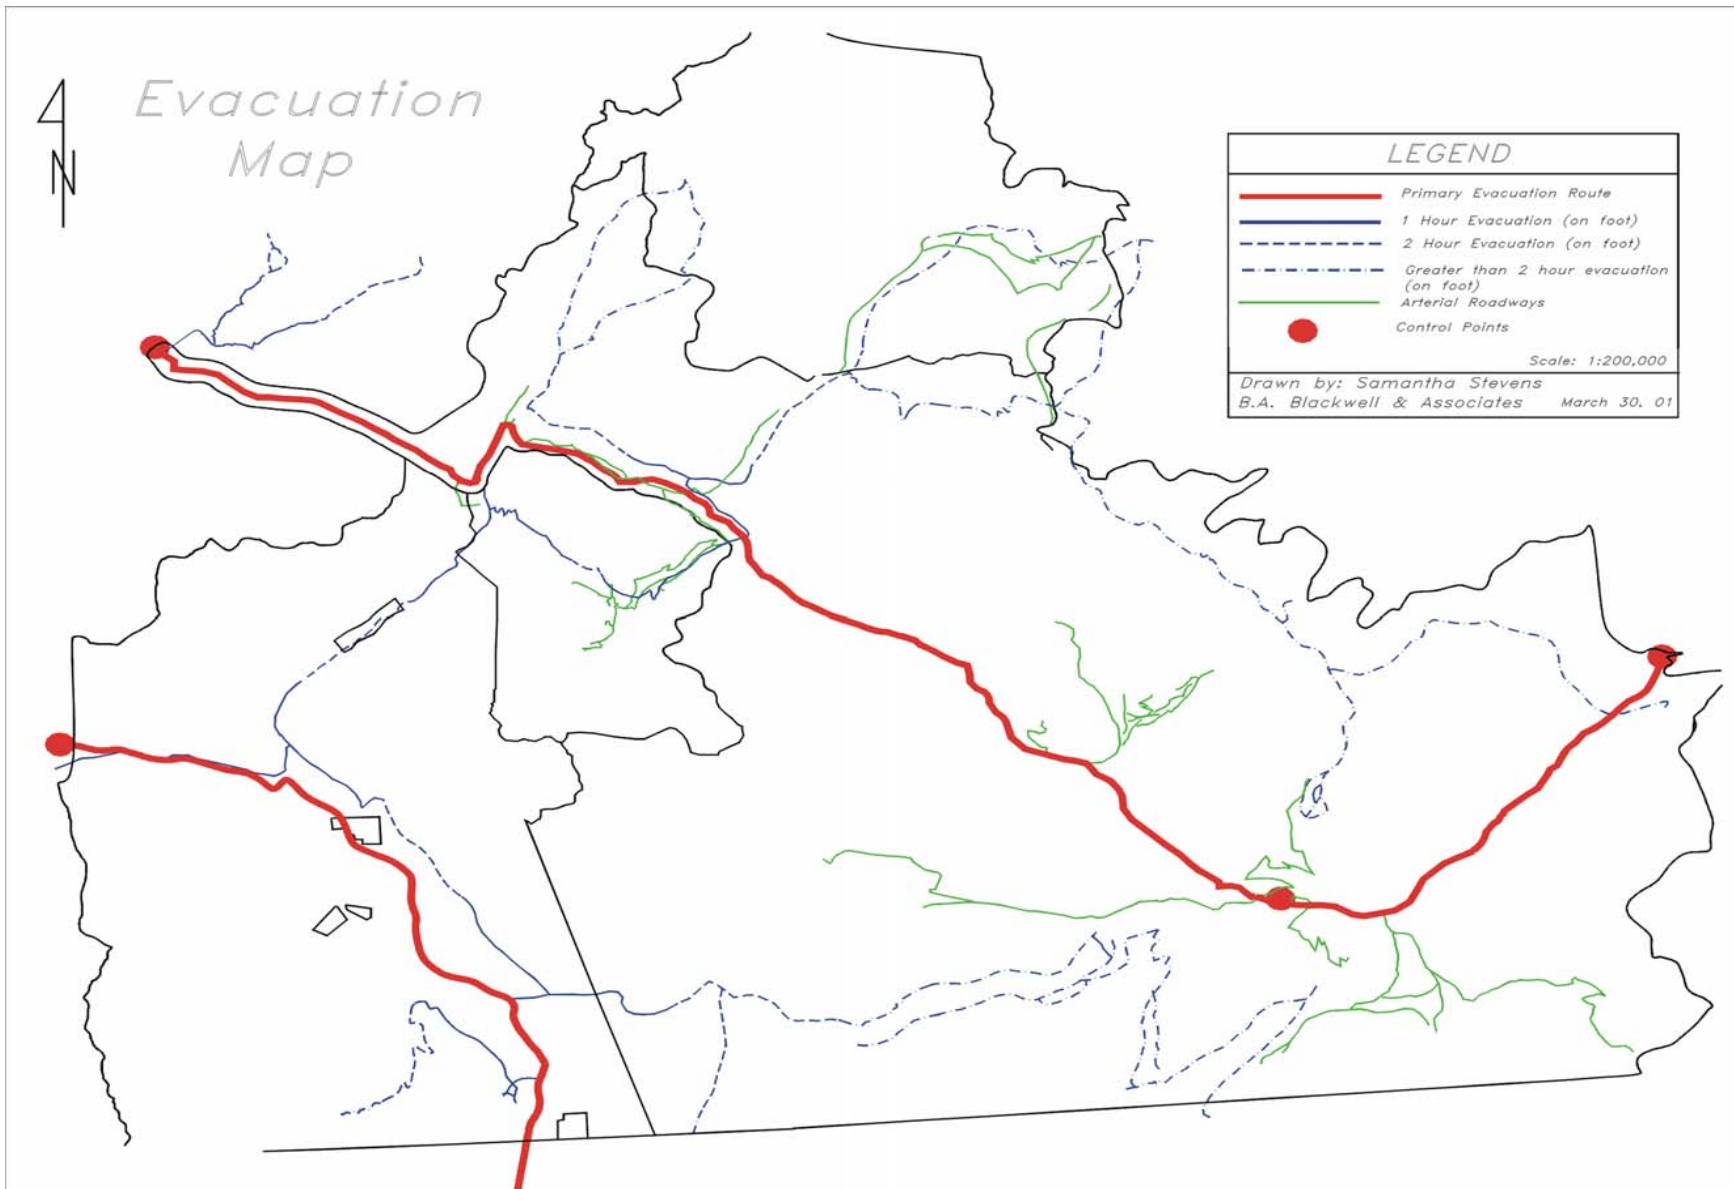 Evacuation
Map
N
LEGEND
Primary Evacuation Route
1 Hour Evacuation (on foot)
2 Hour Evacuation (on foot)
Greater than 2 hour evacuation
(on foot)
Arterial Roadways
Control Points
Scale: 1:200,000
Drawn by: Samantha Stevens
B.A. Blackwell & Associates March 30, 01